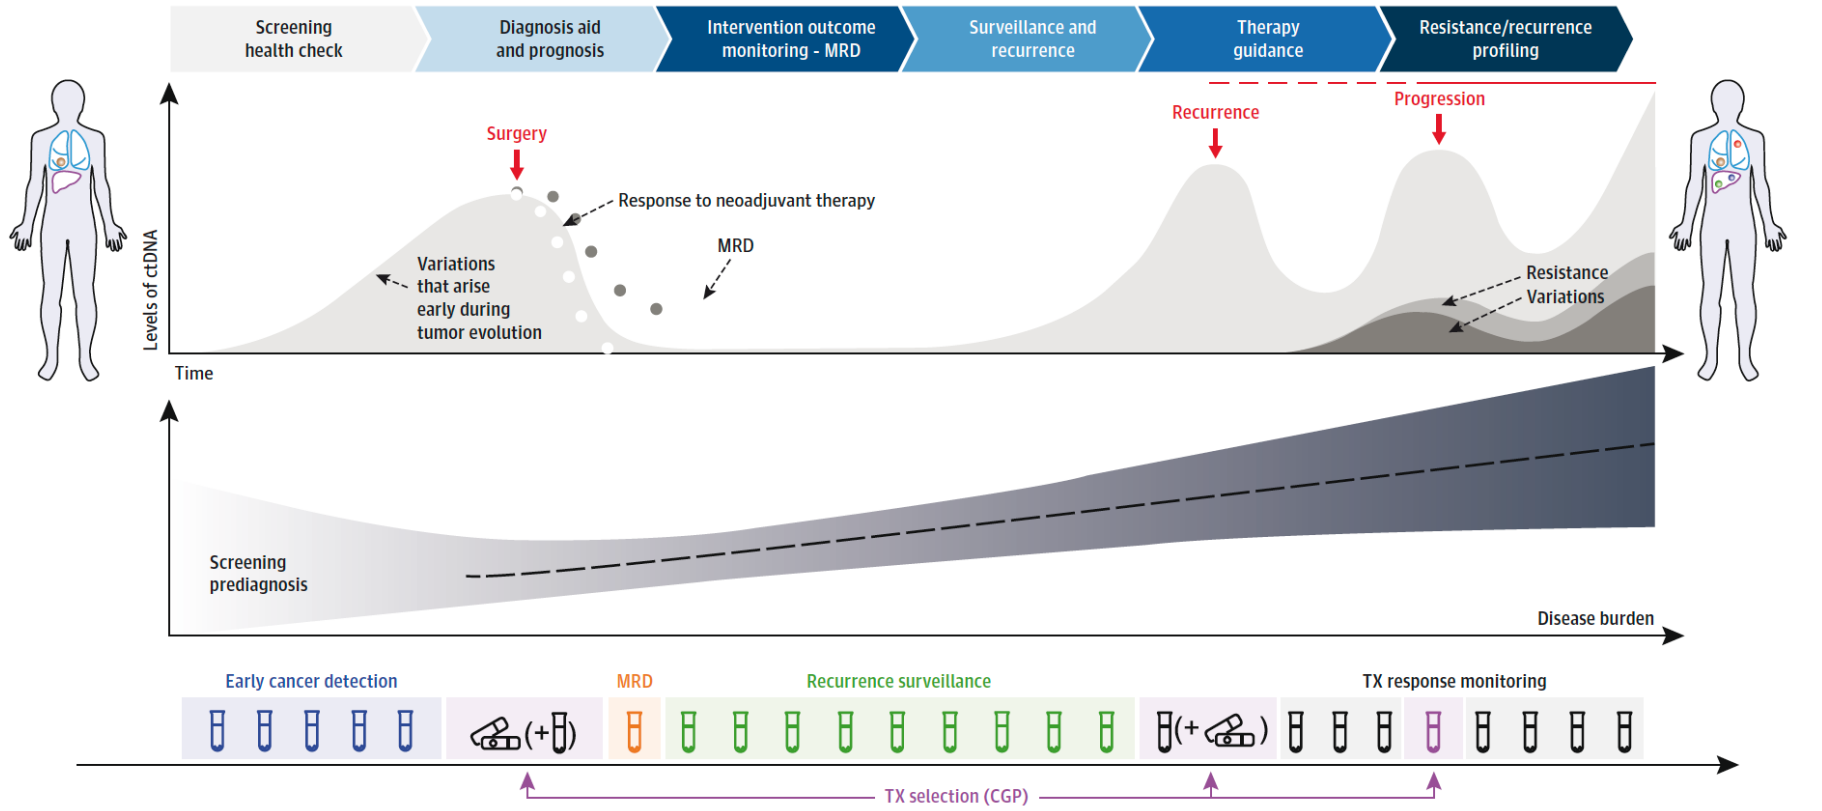 Screening
health check
Diagnosis aid
and prognosis
Intervention outcome
monitoring - MRD
Surveillance and
recurrence
Therapy
guidance
Resistance/recurrence
profiling
Levels of ctDNA
Surgery
Recurrence
Progression
Response to neoadjuvant therapy
MRD
Variations
that arise
early during
tumor evolution
Resistance
Variations
Time
Screening
prediagnosis
Disease burden
Early cancer detection
MRD
Recurrence surveillance
TX response monitoring
(+)
(+ )
TX selection (CGP)